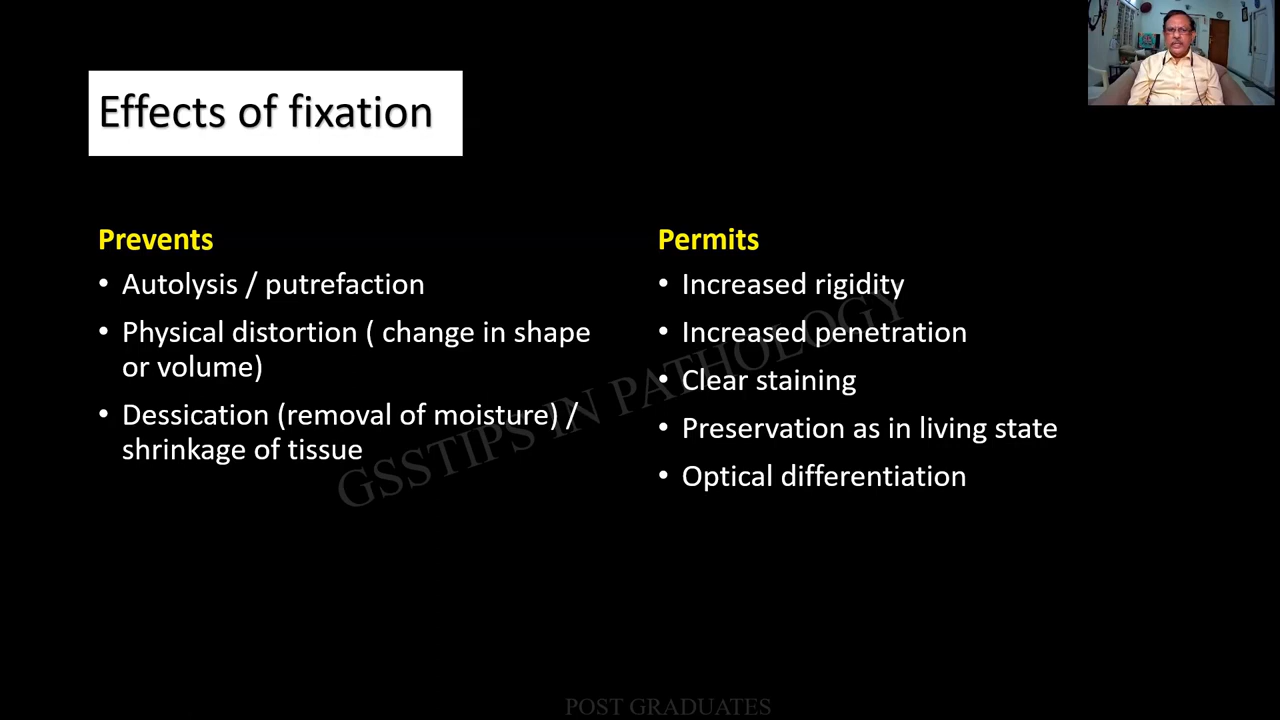 Effects of fixation
Prevents
• Autolysis / putrefaction
• Physical distortion ( change in shape
or volume)
• Dessication (removal of moisture) /
shrinkage of tissue
Permits
• Increased rigidity
• Increased penetration
• Clear staining
• Preservation as in living state
• Optical differentiation
GSSTIPS IN PATHOLOGY
POST GRADUATES